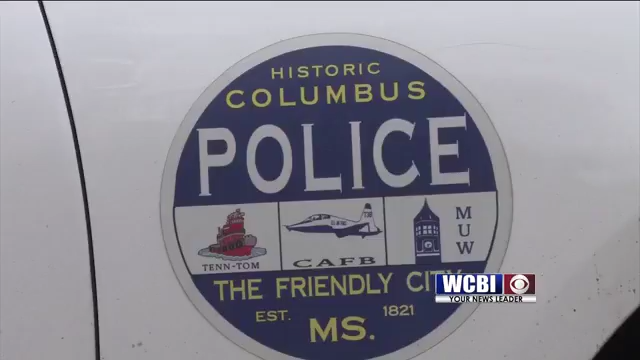 HISTORIC
COLUMBUS
POLICE
TENN-TOM
CAFB
MUW
THE FRIENDLY CITY
EST. 1821
MS.
WCBI
YOUR NEWS LEADER